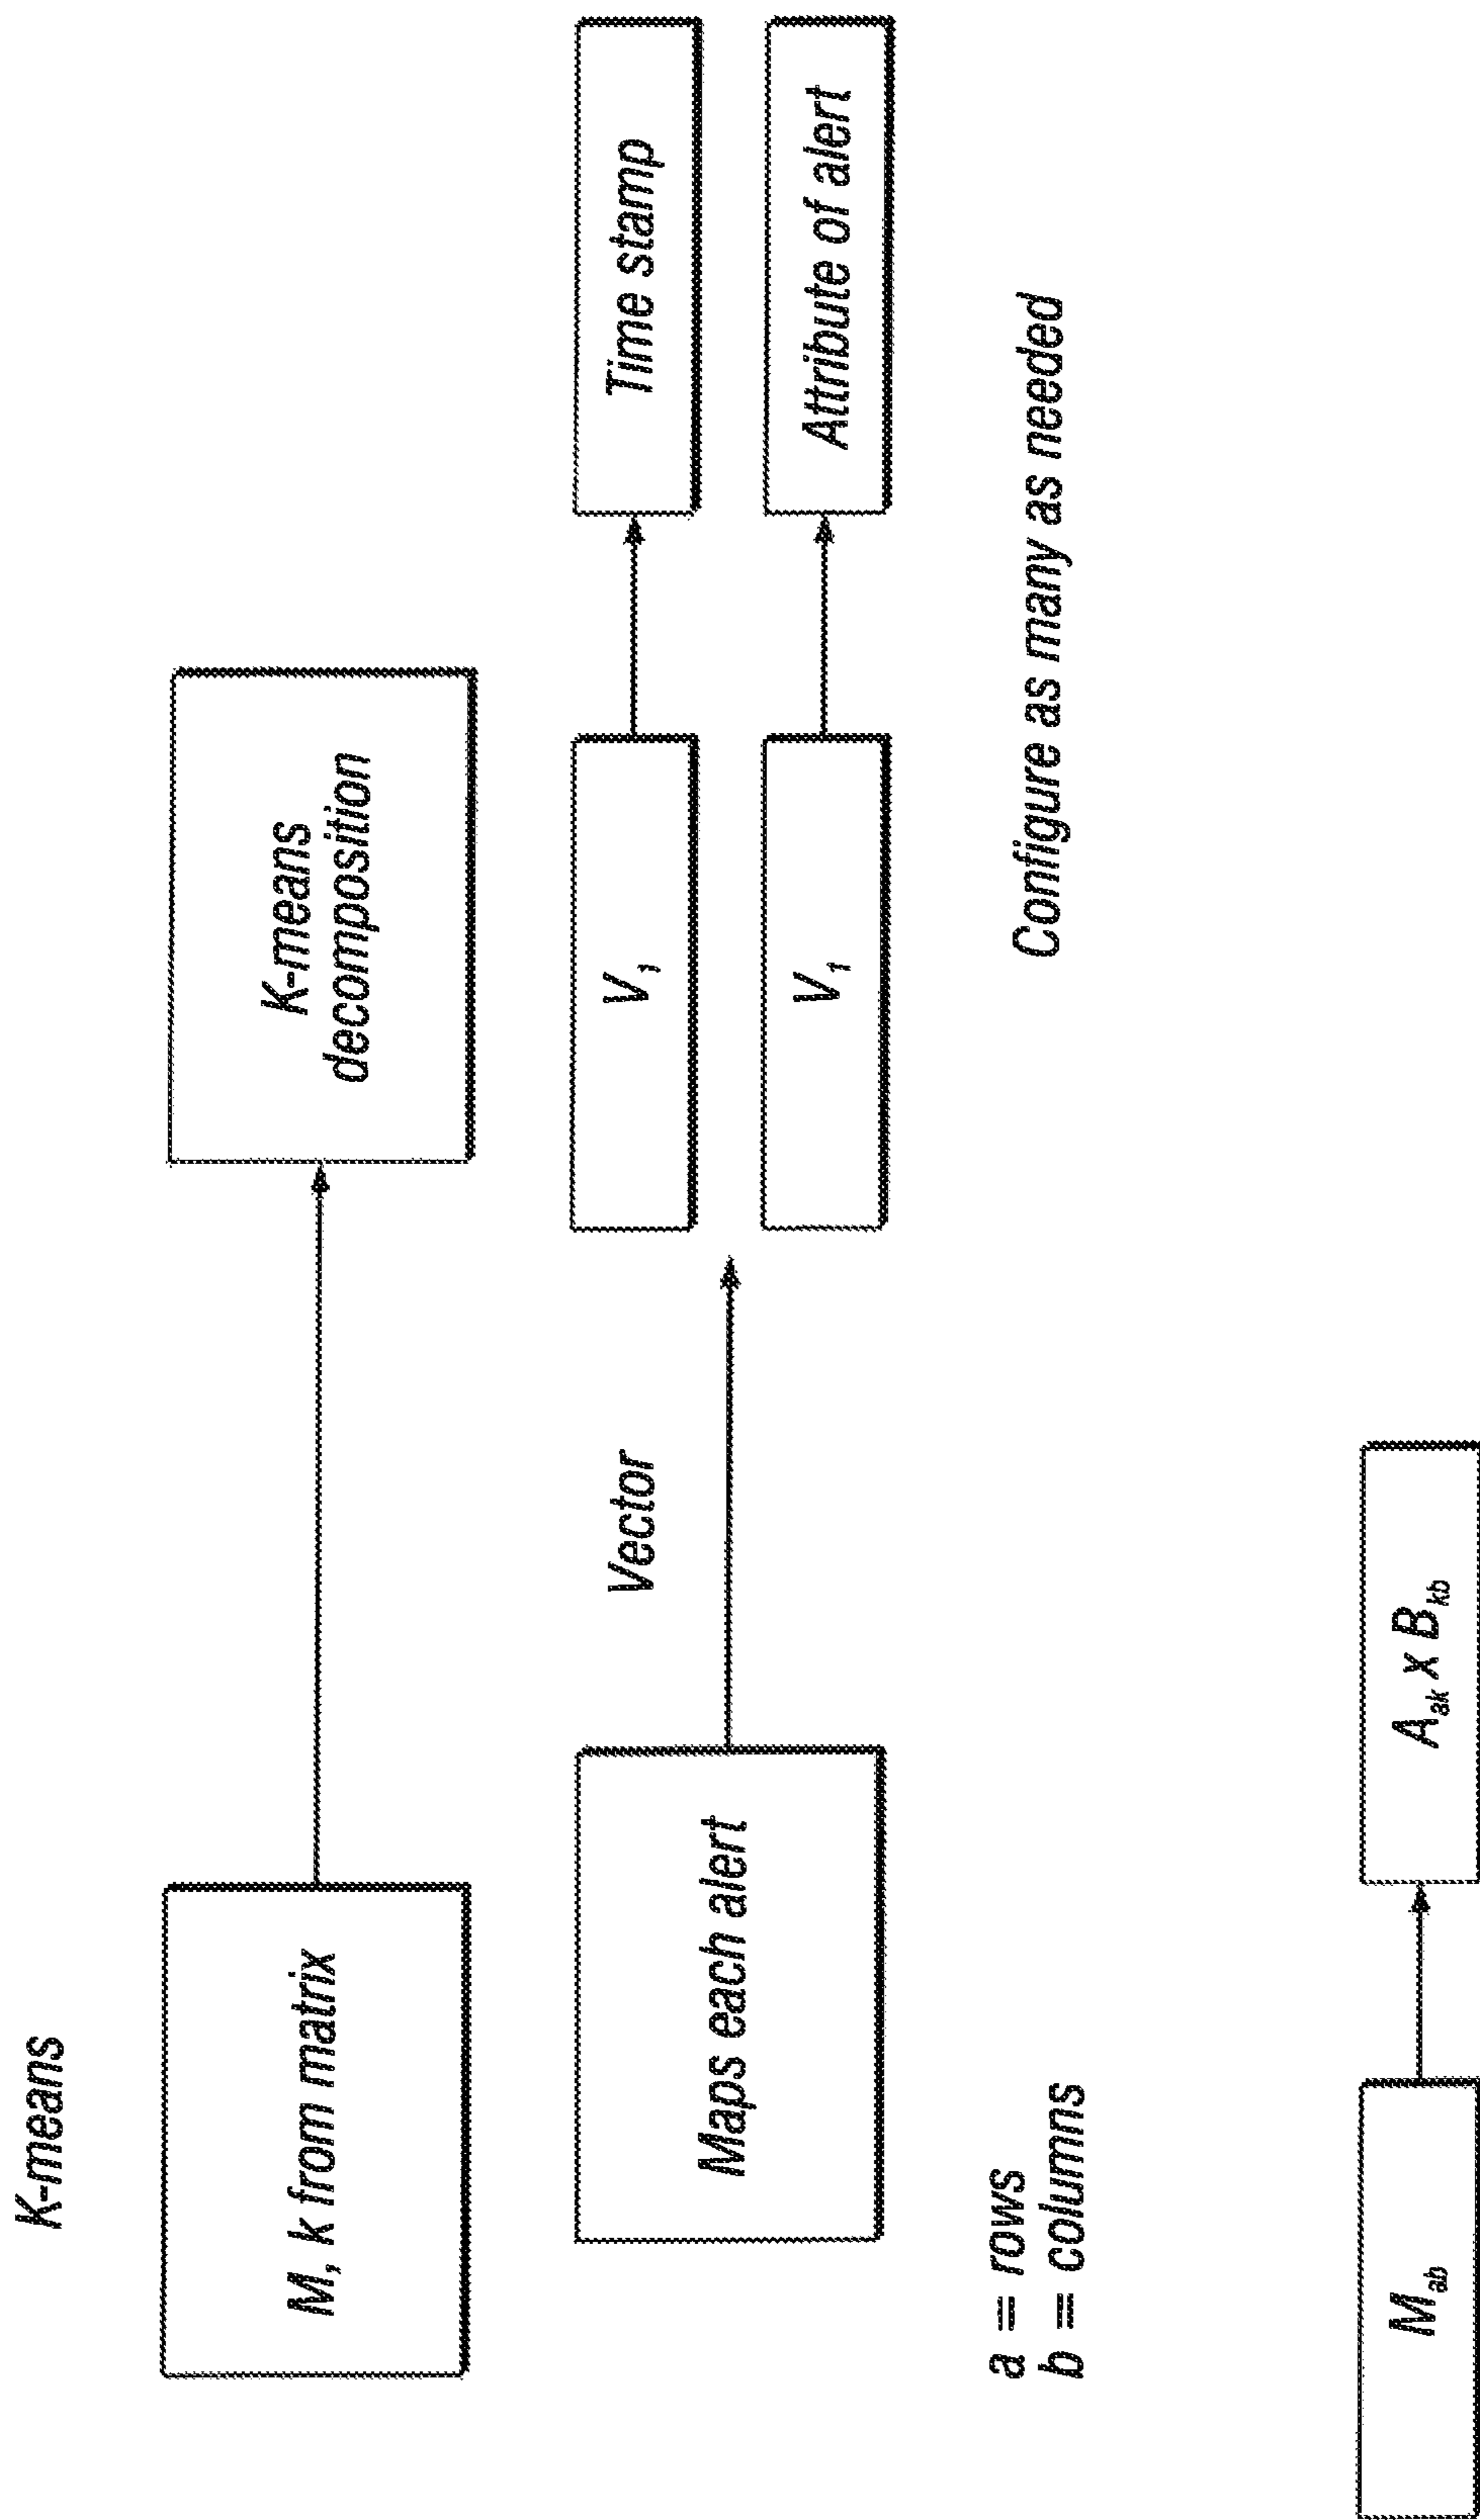 K-means
M, k from matrix
K-means
decomposition
Maps each alert
Vector
V₁
Time stamp
V₁
Attribute of alert
a = rows
b = columns
Configure as many as needed
Mₐb
Aₐₖ x Bₖb